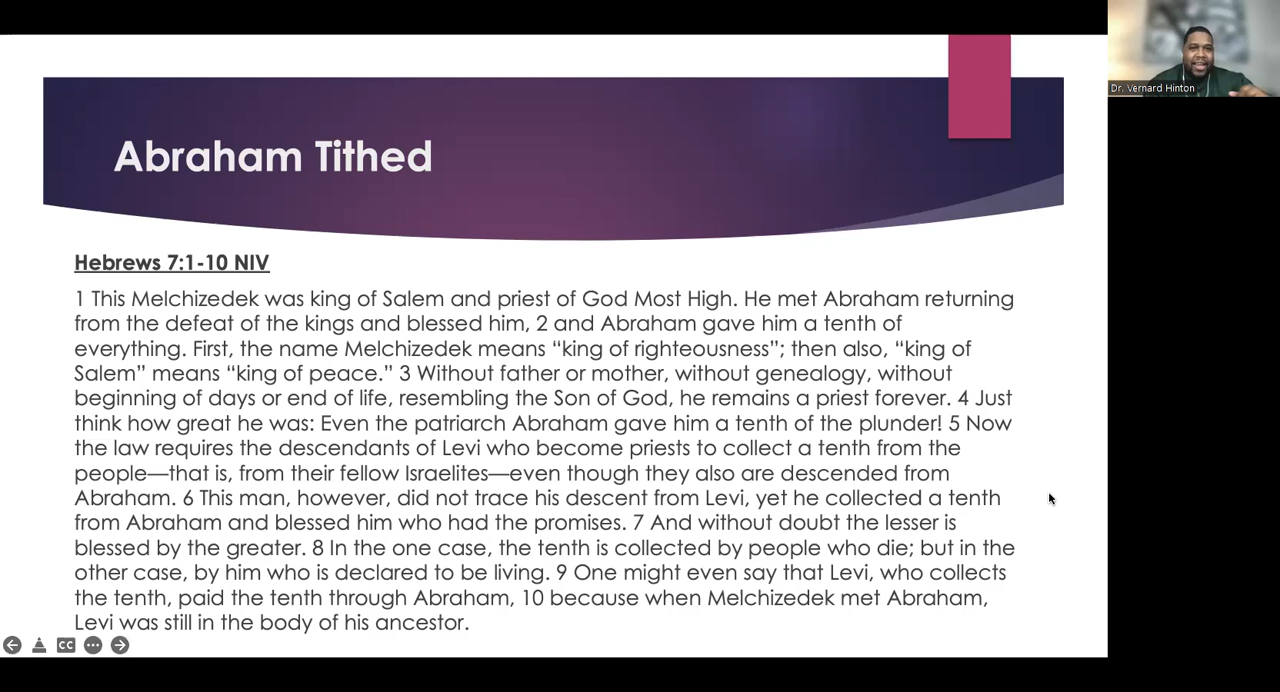 Abraham Tithed
Hebrews 7:1-10 NIV
1 This Melchizedek was king of Salem and priest of God Most High. He met Abraham returning
from the defeat of the kings and blessed him, 2 and Abraham gave him a tenth of
everything. First, the name Melchizedek means “king of righteousness”; then also, “king of
Salem” means “king of peace.” 3 Without father or mother, without genealogy, without
beginning of days or end of life, resembling the Son of God, he remains a priest forever. 4 Just
think how great he was: Even the patriarch Abraham gave him a tenth of the plunder! 5 Now
the law requires the descendants of Levi who become priests to collect a tenth from the
people—that is, from their fellow Israelites—even though they also are descended from
Abraham. 6 This man, however, did not trace his descent from Levi, yet he collected a tenth
from Abraham and blessed him who had the promises. 7 And without doubt the lesser is
blessed by the greater. 8 In the one case, the tenth is collected by people who die; but in the
other case, by him who is declared to be living. 9 One might even say that Levi, who collects
the tenth, paid the tenth through Abraham, 10 because when Melchizedek met Abraham,
Levi was still in the body of his ancestor.
CC
Dr. Vernard Hinton